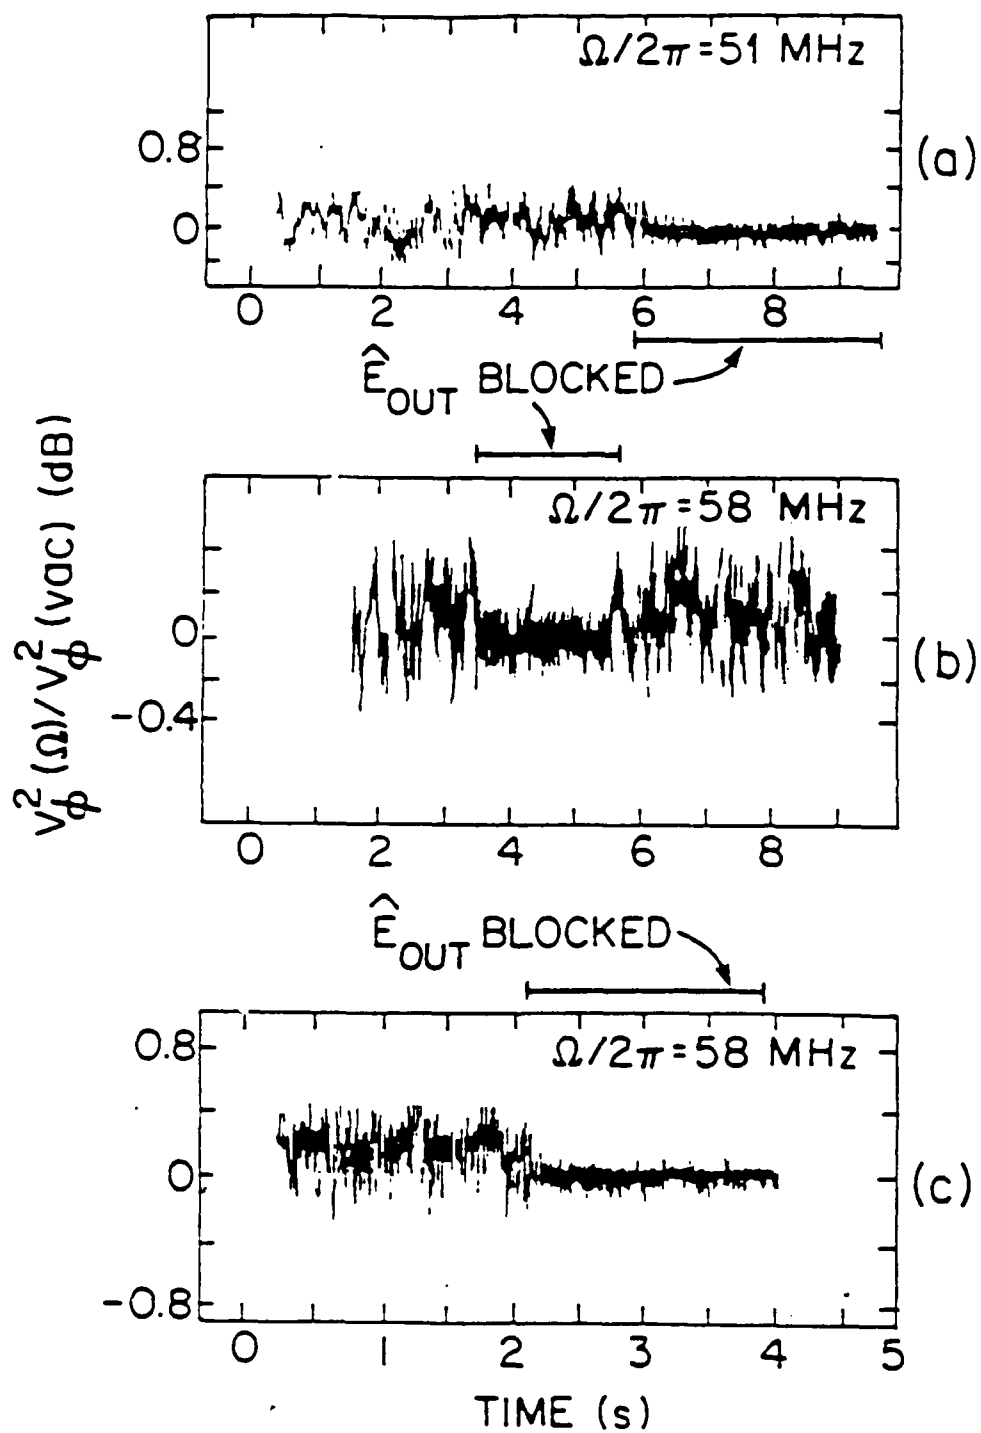 Ω/2π=51 MHz
0.8
0
(a)
0 2 4 6 8
Ê_OUT BLOCKED
V²_ϕ(Ω)/V²_ϕ(vac) (dB)
Ω/2π=58 MHz
0
-0.4
(b)
0 2 4 6 8
Ê_OUT BLOCKED
Ω/2π=58 MHz
0.8
0
-0.8
(c)
0 1 2 3 4 5
TIME (s)